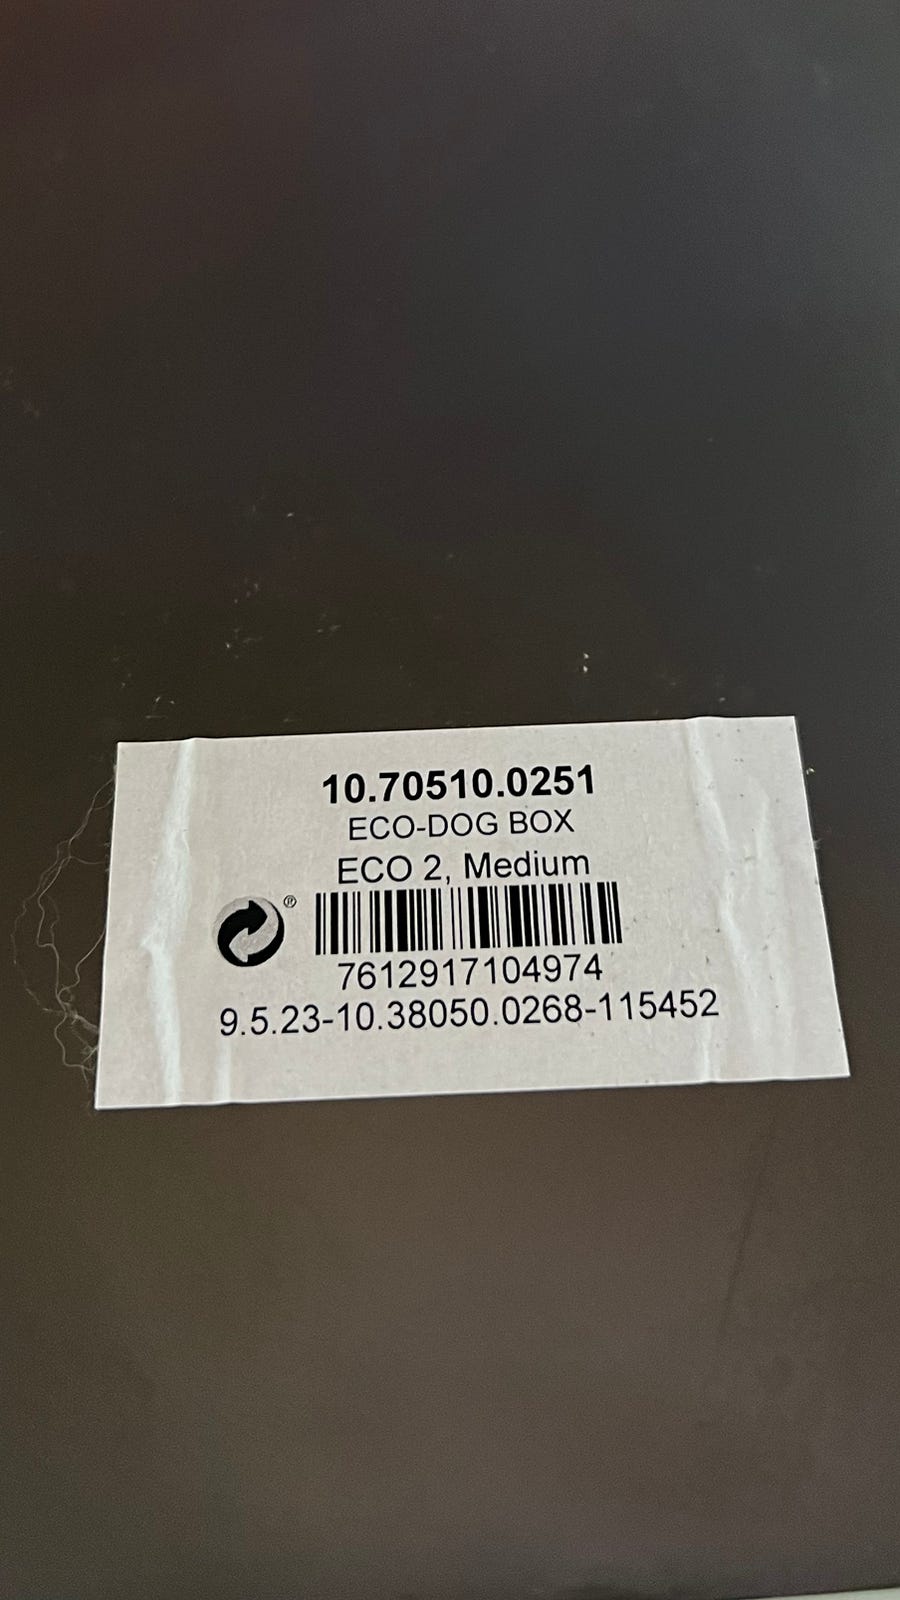 10.70510.0251
ECO-DOG BOX
ECO 2, Medium
®
7612917104974
9.5.23-10.38050.0268-115452